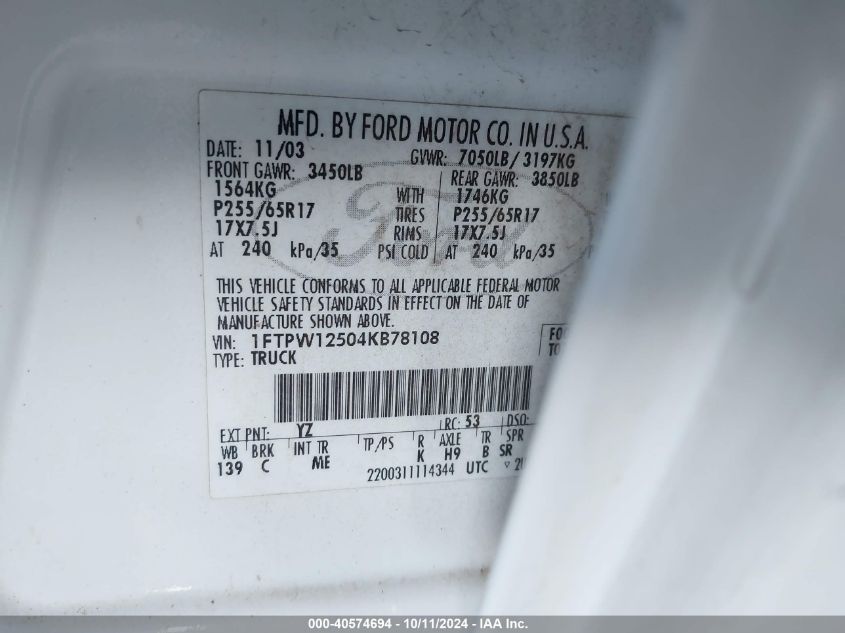 MFD. BY FORD MOTOR CO. IN U.S.A.
DATE: 11/03 GVWR: 7050LB/ 3197KG
FRONT GAWR: 3450LB REAR GAWR: 3850LB
1564KG WITH 1746KG
P255/65R17 TIRES P255/65R17
17X7.5J RIMS 17X7.5J
AT 240 kPa/35 PSI COLD AT 240 kPa/35
Ford
THIS VEHICLE CONFORMS TO ALL APPLICABLE FEDERAL MOTOR
VEHICLE SAFETY STANDARDS IN EFFECT ON THE DATE OF
MANUFACTURE SHOWN ABOVE.
VIN: 1FTPW12504KB78108
TYPE: TRUCK
EXT PNT: YZ RC: 53 DSO:
WB BRK INT TR TP/PS R AXLE TR SPR
139 C ME K H9 B SR
2200311114344 UTC
000-40574694 - 10/11/2024 - IAA Inc.